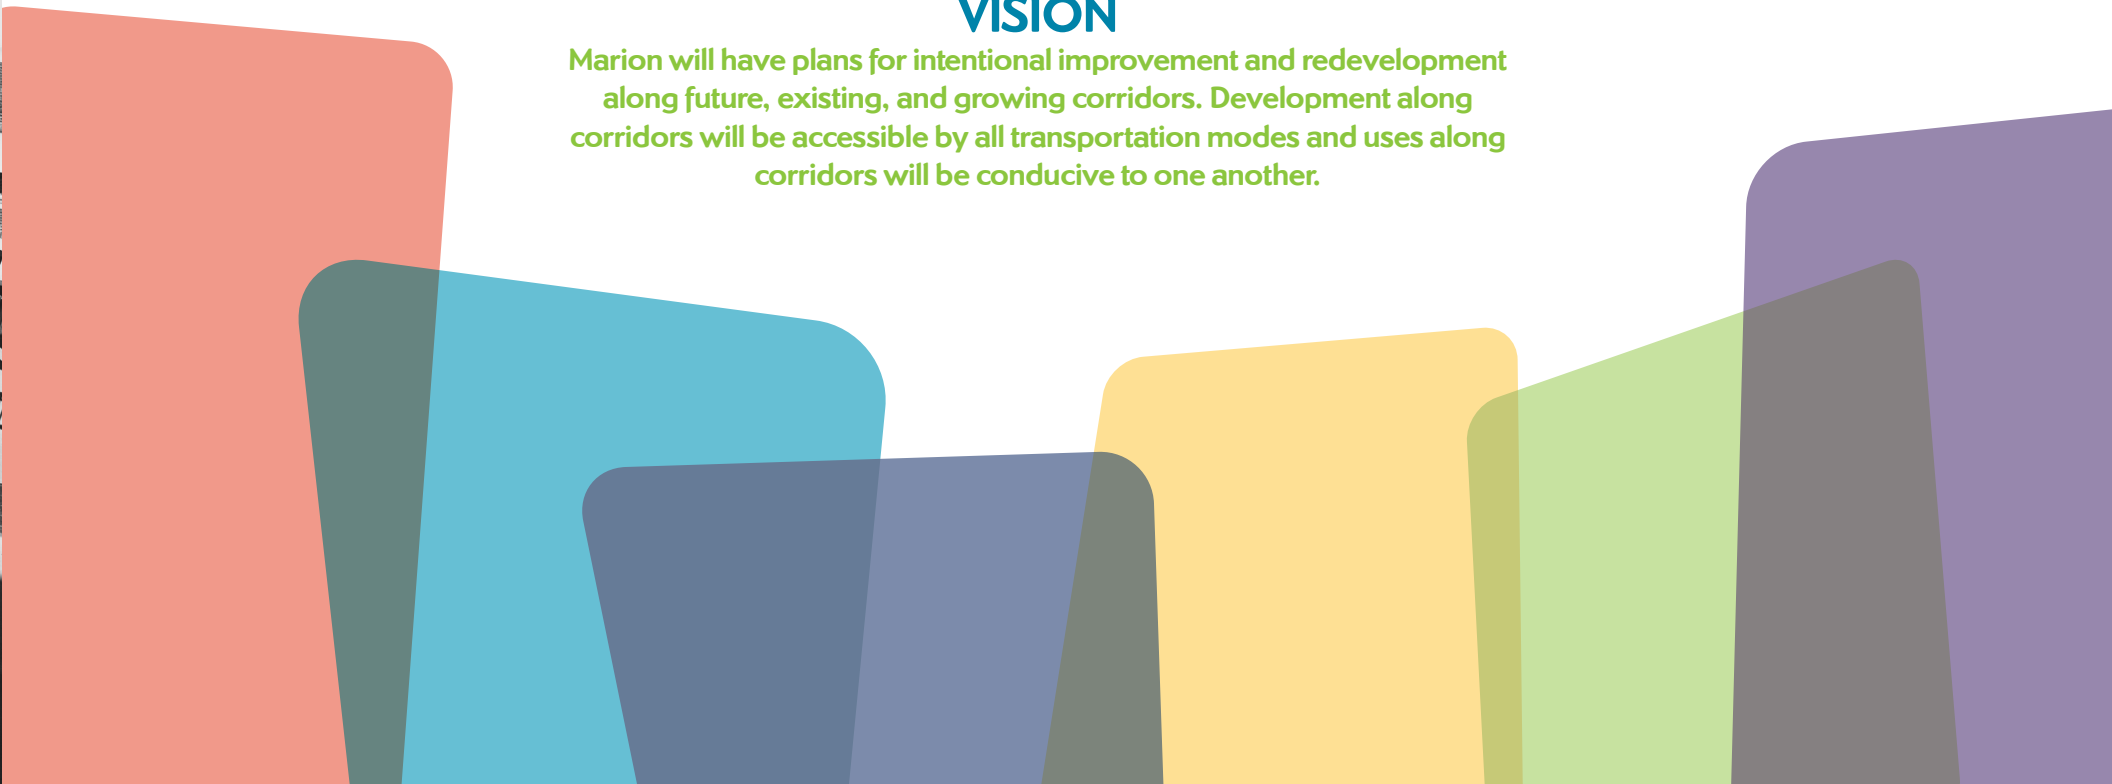 VISION
Marion will have plans for intentional improvement and redevelopment
along future, existing, and growing corridors. Development along
corridors will be accessible by all transportation modes and uses along
corridors will be conducive to one another.